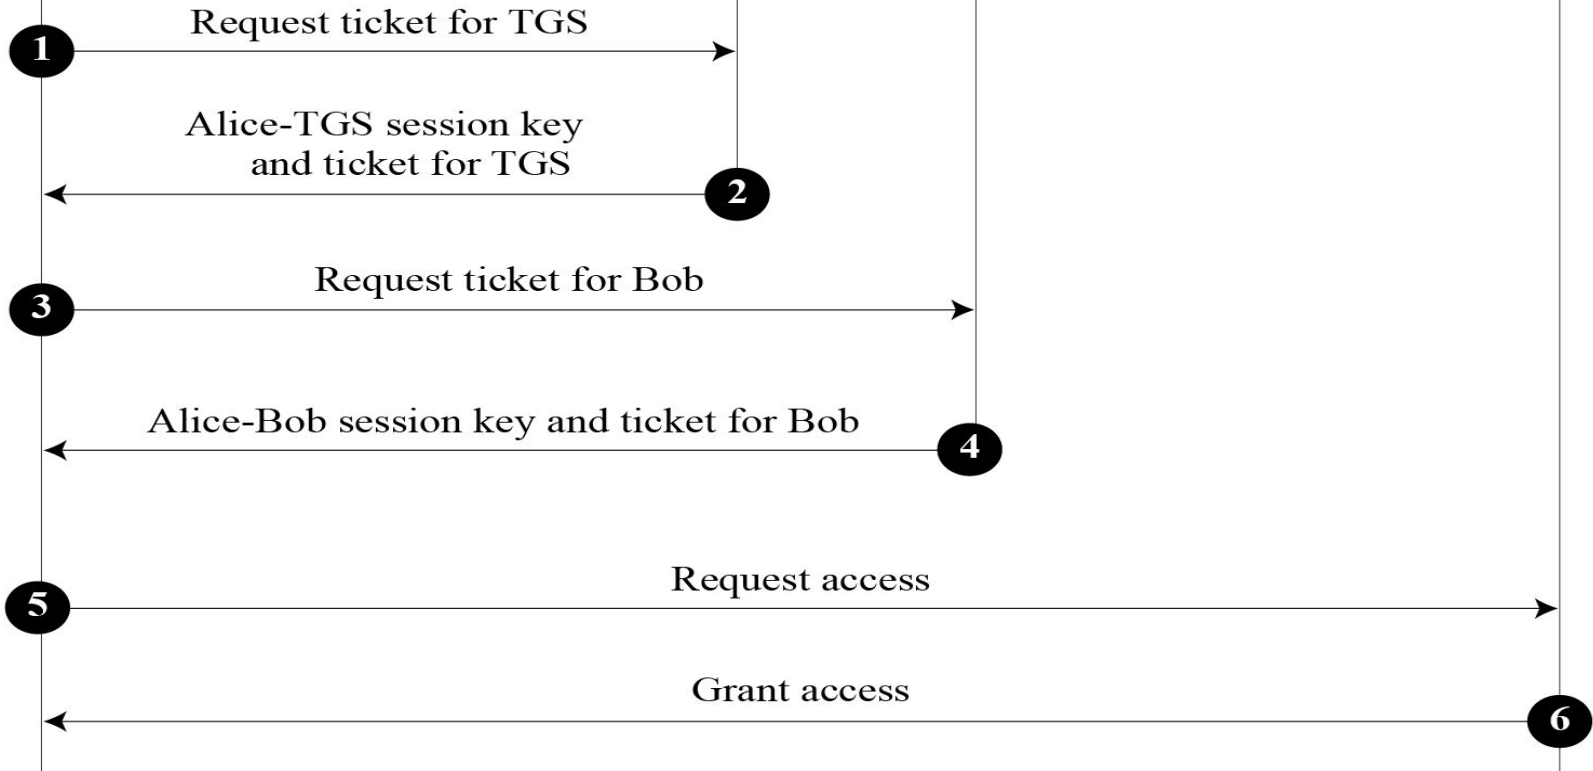 Request ticket for TGS
1
Alice-TGS session key
and ticket for TGS
2
Request ticket for Bob
3
Alice-Bob session key and ticket for Bob
4
Request access
5
Grant access
6